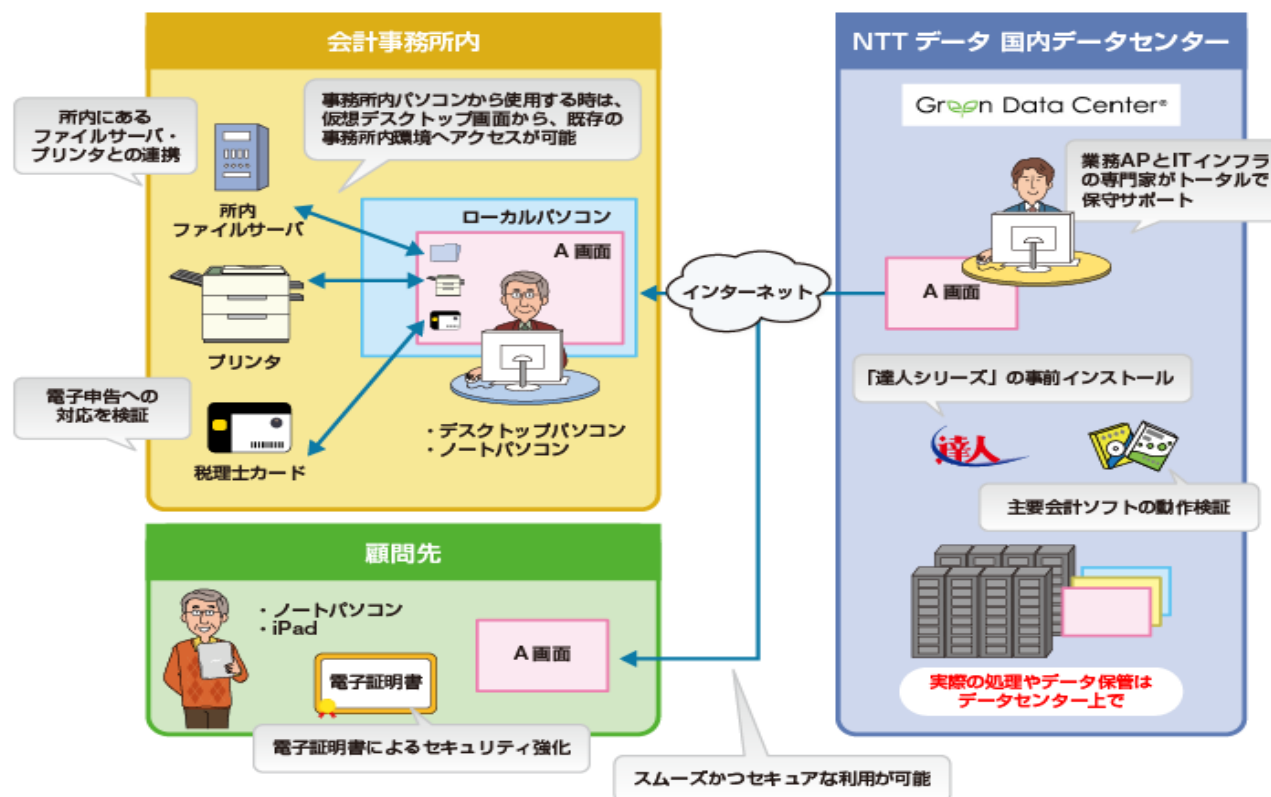 会計事務所内
所内にある
ファイルサーバ・
プリンタとの連携
事務所内パソコンから使用する時は、
仮想デスクトップ画面から、既存の
事務所内環境へアクセスが可能
所内
ファイルサーバ
ローカルパソコン
A 画面
プリンタ
電子申告への
対応を検証
税理士カード
・デスクトップパソコン
・ノートパソコン
インターネット
NTT データ 国内データセンター
Green Data Center®
業務APとITインフラ
の専門家がトータルで
保守サポート
A 画面
「達人シリーズ」の事前インストール
達人
主要会計ソフトの動作検証
実際の処理やデータ保管は
データセンター上で
顧問先
・ノートパソコン
・iPad
A 画面
電子証明書
電子証明書によるセキュリティ強化
スムーズかつセキュアな利用が可能